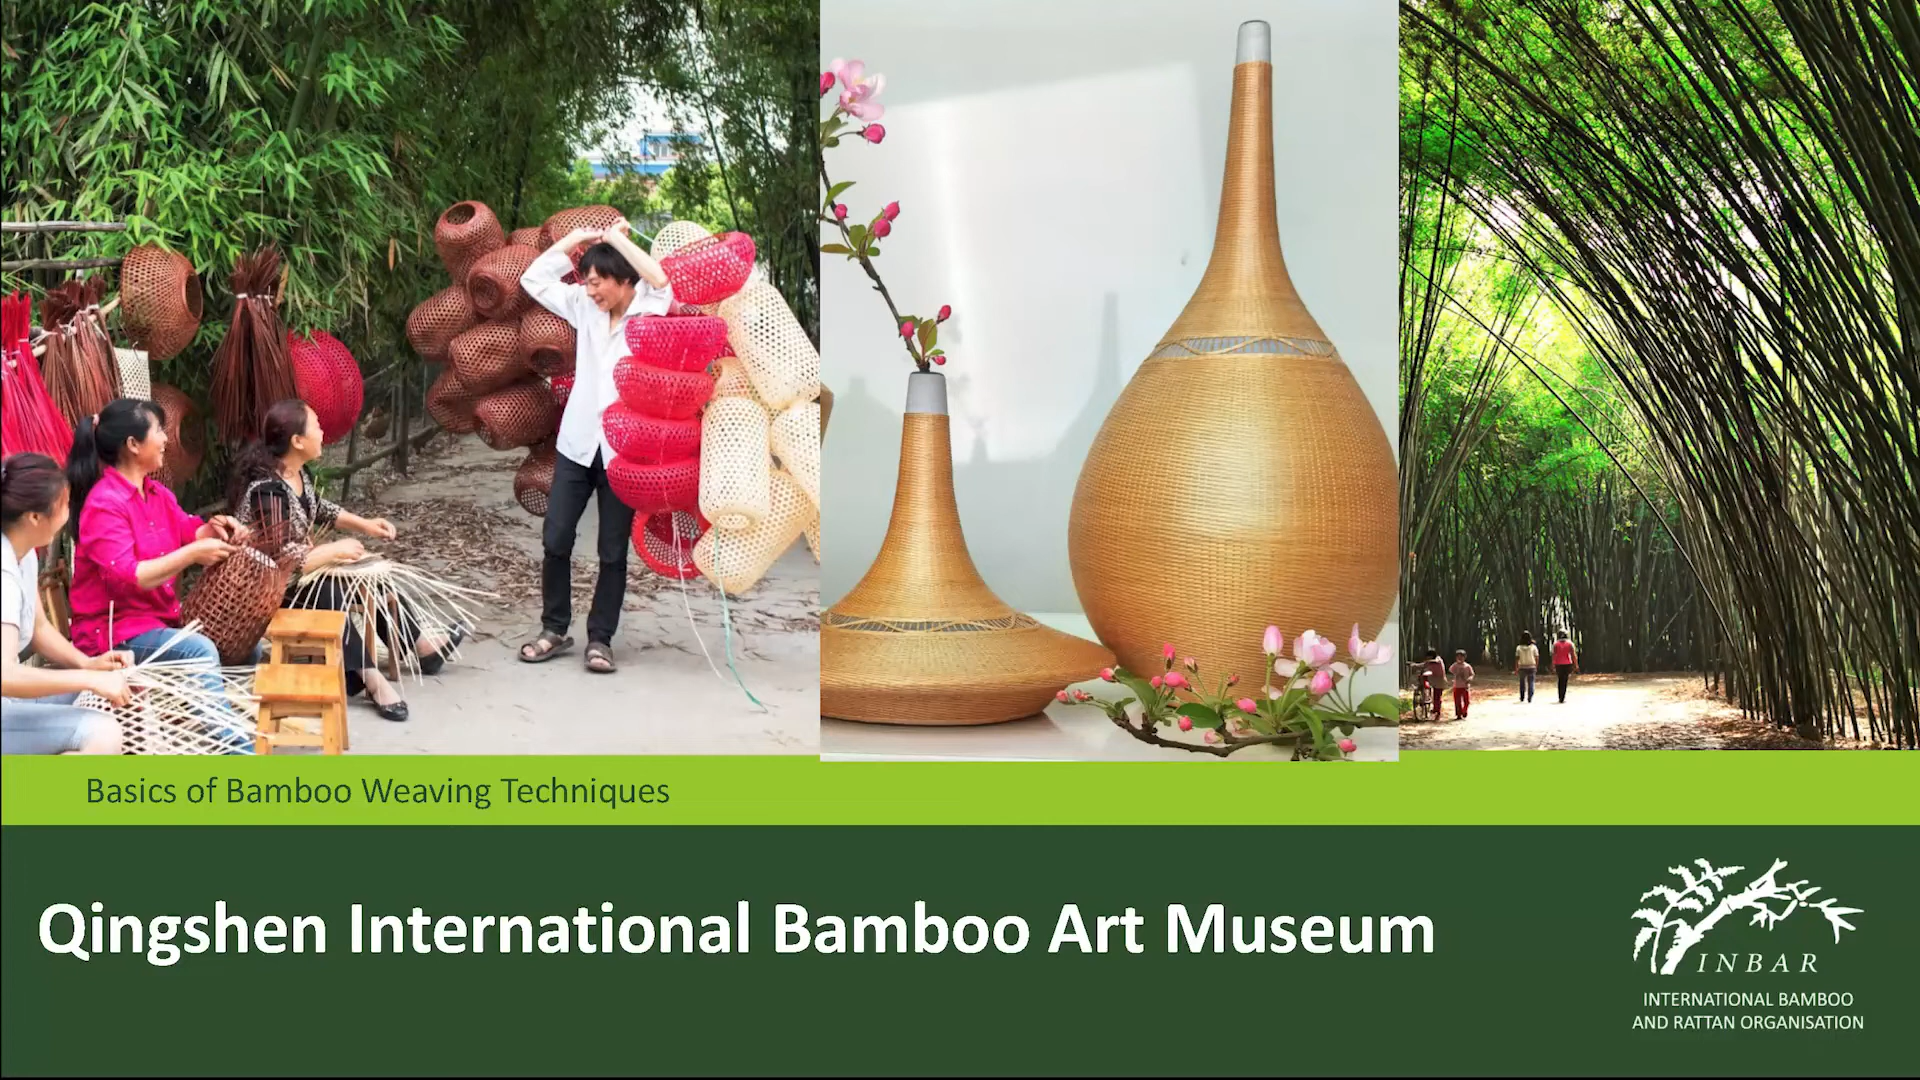 Basics of Bamboo Weaving Techniques
Qingshen International Bamboo Art Museum
INBAR
INTERNATIONAL BAMBOO
AND RATTAN ORGANISATION